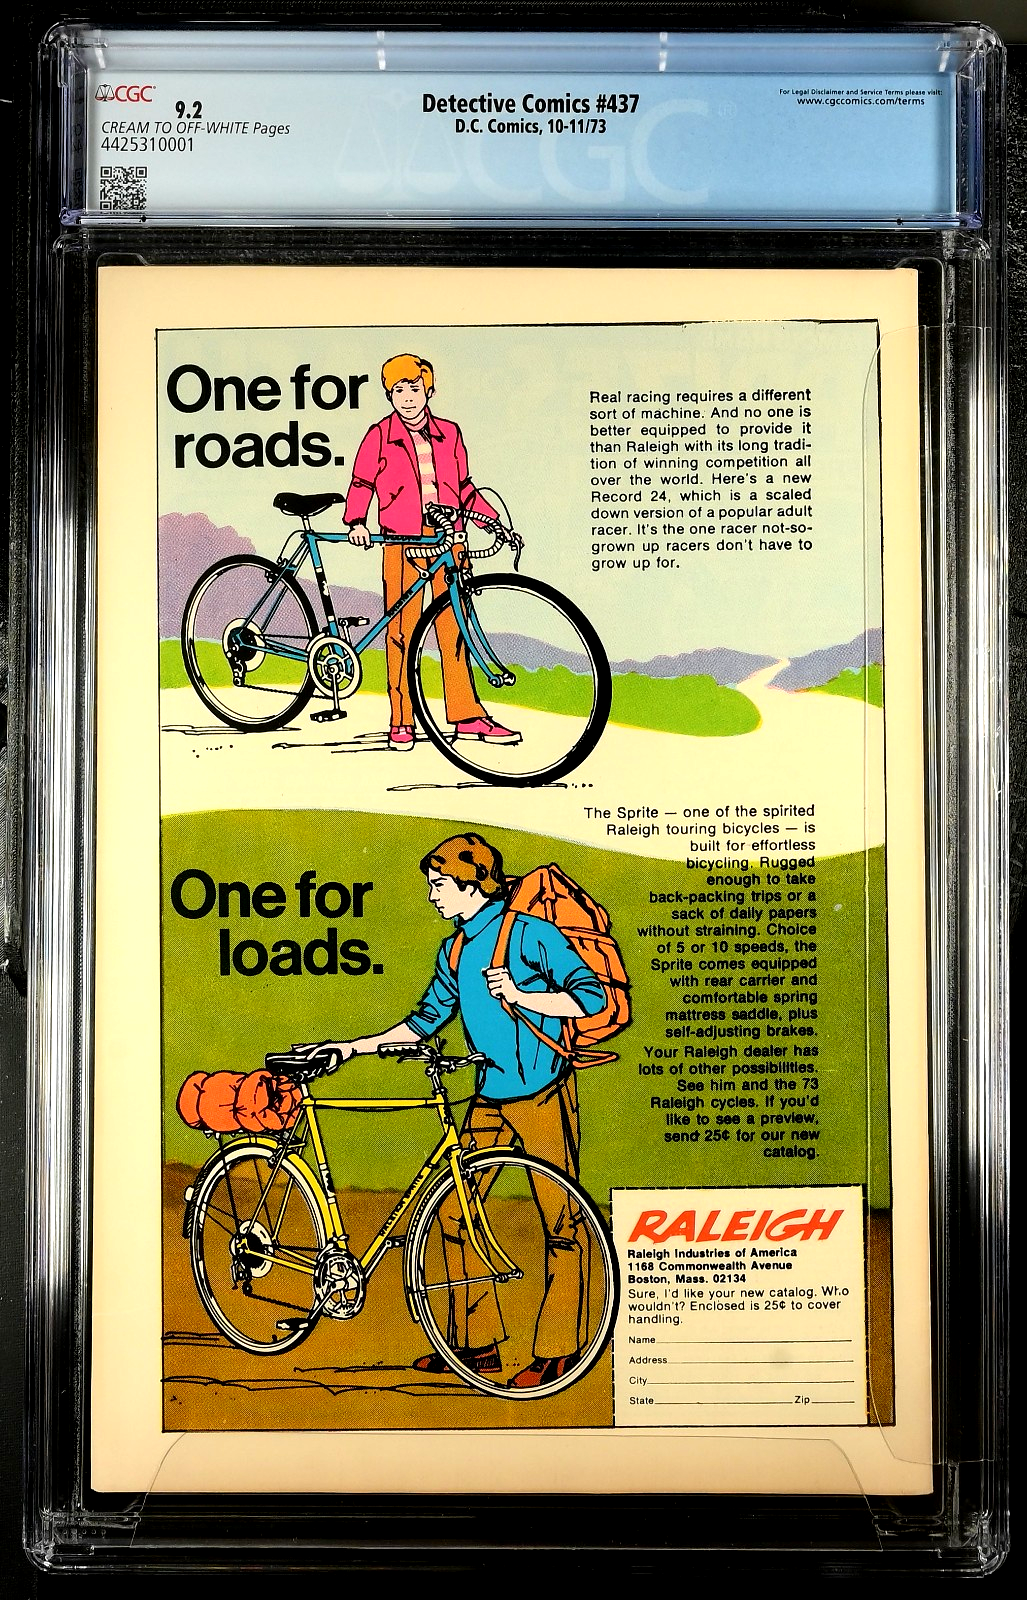 CGC
9.2
CREAM TO OFF-WHITE Pages
4425310001
Detective Comics #437
D.C. Comics, 10-11/73
For Legal Disclaimer and Service Terms please visit:
www.cgccomics.com/terms
CGC
One for
roads.
Real racing requires a different
sort of machine. And no one is
better equipped to provide it
than Raleigh with its long tradi-
tion of winning competition all
over the world. Here's a new
Record 24, which is a scaled
down version of a popular adult
racer. It's the one racer not-so-
grown up racers don't have to
grow up for.
The Sprite — one of the spirited
Raleigh touring bicycles — is
built for effortless
bicycling. Rugged
enough to take
back-packing trips or a
sack of daily papers
without straining. Choice
of 5 or 10 speeds, the
Sprite comes equipped
with rear carrier and
comfortable spring
mattress saddle, plus
self-adjusting brakes.
Your Raleigh dealer has
lots of other possibilities.
See him and the 73
Raleigh cycles. If you'd
like to see a preview,
send 25¢ for our new
catalog.
One for
loads.
RALEIGH
Raleigh Industries of America
1168 Commonwealth Avenue
Boston, Mass. 02134
Sure, I'd like your new catalog. Who
wouldn't? Enclosed is 25¢ to cover
handling.
Name
Address
City
State Zip